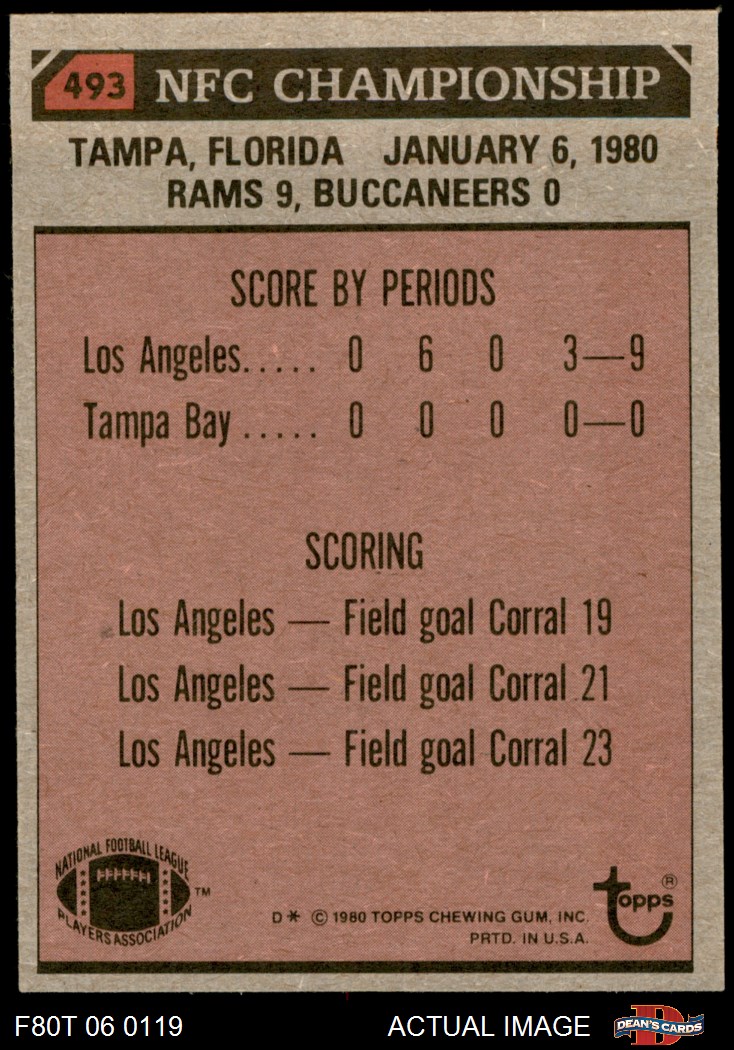 493 NFC CHAMPIONSHIP
TAMPA, FLORIDA JANUARY 6, 1980
RAMS 9, BUCCANEERS 0
SCORE BY PERIODS
Los Angeles..... 0 6 0 3—9
Tampa Bay ..... 0 0 0 0—0
SCORING
Los Angeles — Field goal Corral 19
Los Angeles — Field goal Corral 21
Los Angeles — Field goal Corral 23
NATIONAL FOOTBALL LEAGUE
PLAYERS ASSOCIATION
TM
D* © 1980 TOPPS CHEWING GUM, INC.
PRTD. IN U.S.A.
topps ®
F80T 06 0119 ACTUAL IMAGE
D
DEAN'S CARDS